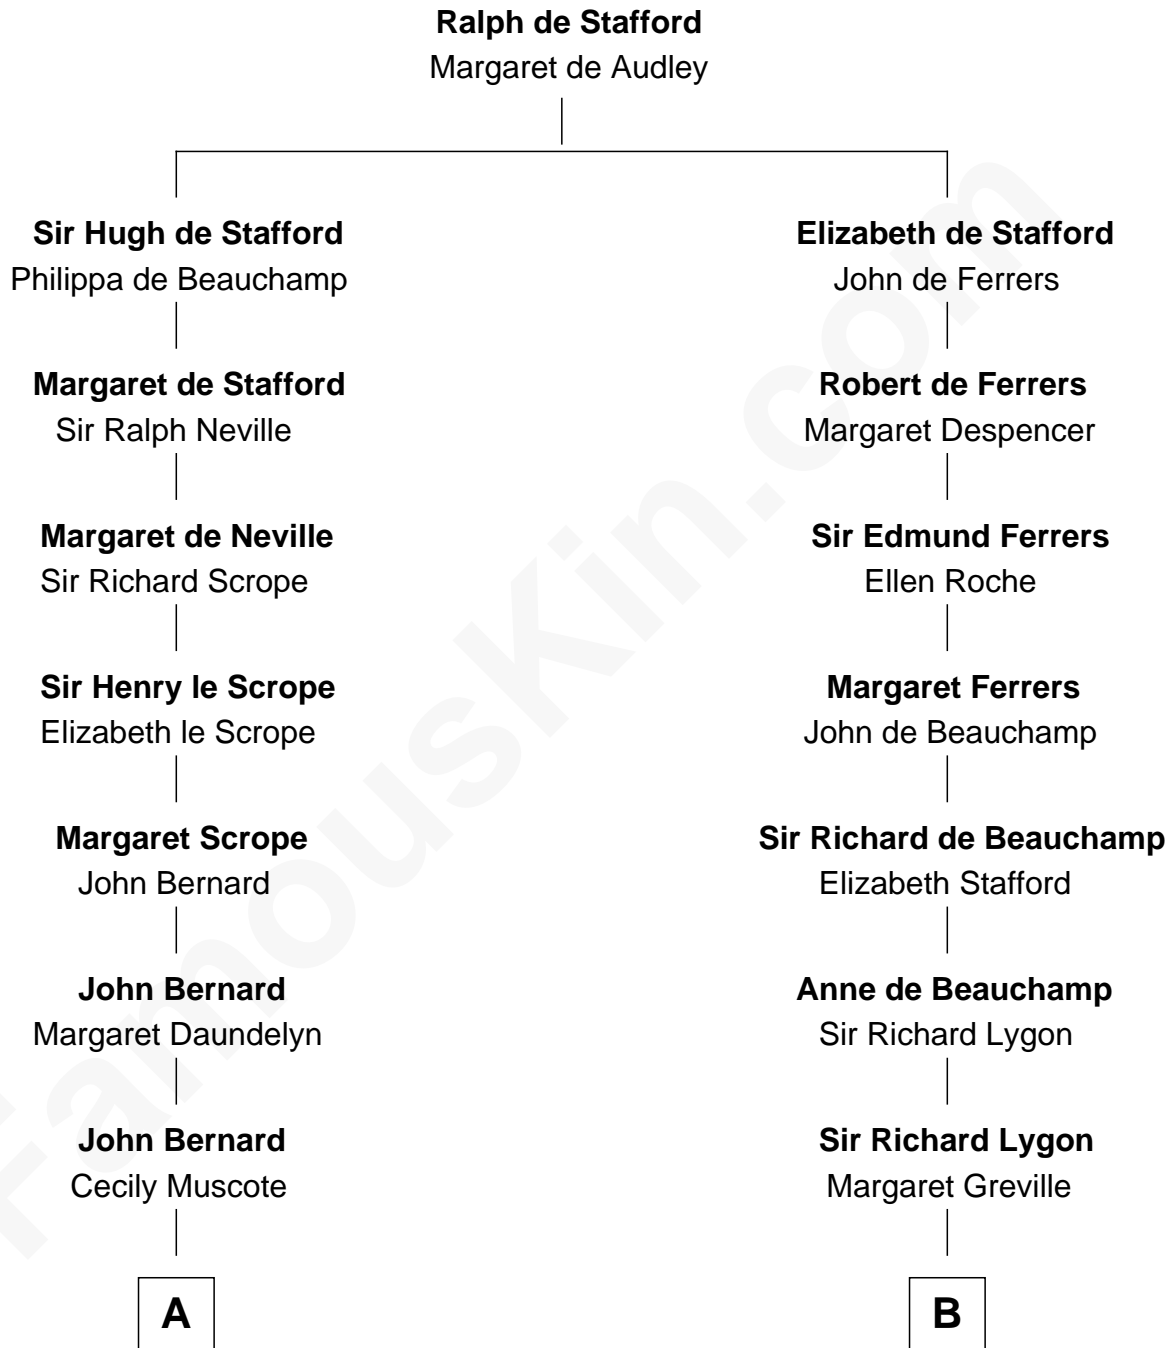 Ralph de Stafford
Margaret de Audley
Sir Hugh de Stafford
Philippa de Beauchamp
Elizabeth de Stafford
John de Ferrers
Margaret de Stafford
Sir Ralph Neville
Robert de Ferrers
Margaret Despencer
Margaret de Neville
Sir Richard Scrope
Sir Edmund Ferrers
Ellen Roche
Sir Henry le Scrope
Elizabeth le Scrope
Margaret Ferrers
John de Beauchamp
Margaret Scrope
John Bernard
Sir Richard de Beauchamp
Elizabeth Stafford
John Bernard
Margaret Daundelyn
Anne de Beauchamp
Sir Richard Lygon
John Bernard
Cecily Muscote
Sir Richard Lygon
Margaret Greville
A
B
FamousKin.com